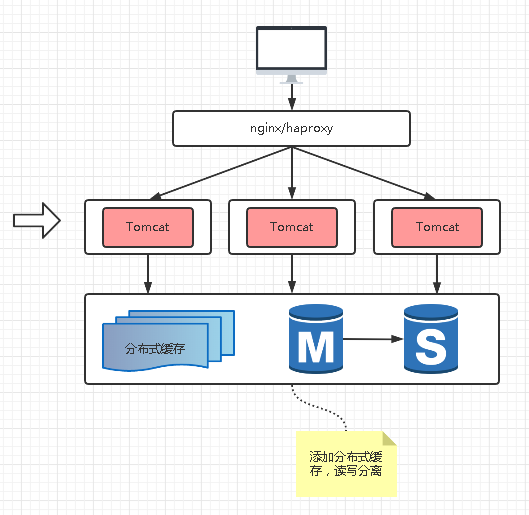 nginx/haproxy
Tomcat
Tomcat
Tomcat
分布式缓存
M
S
添加分布式缓
存，读写分离